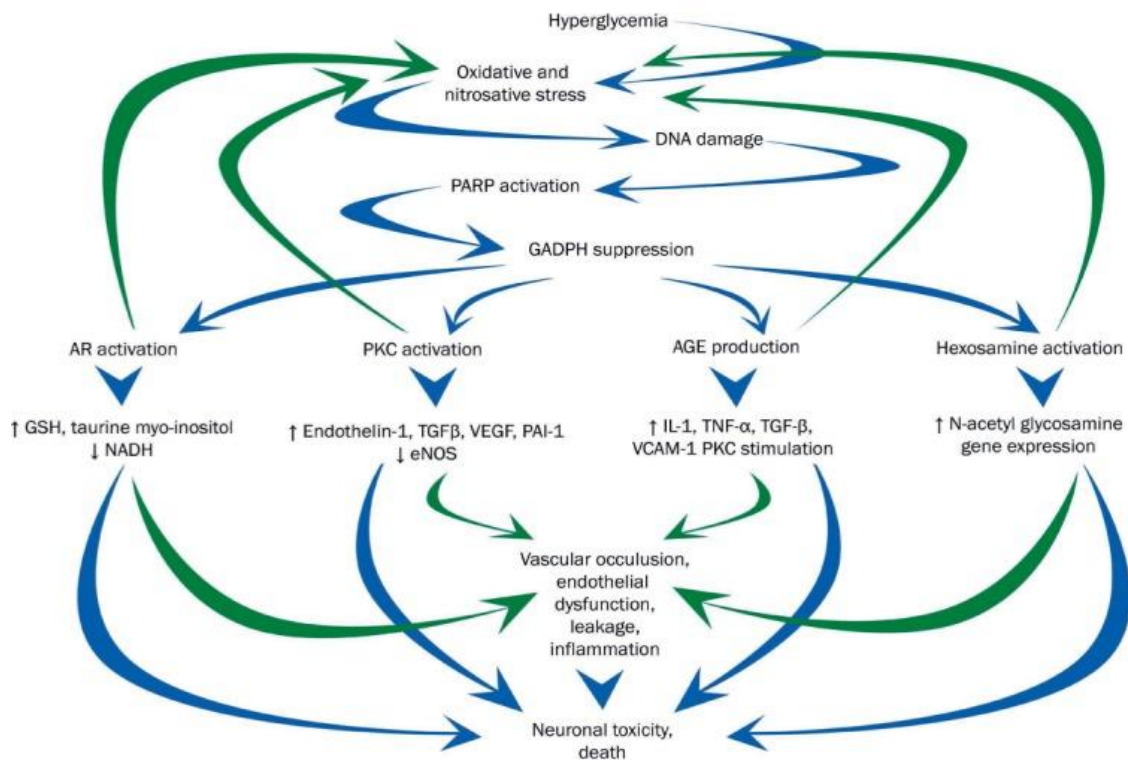 Hyperglycemia
Oxidative and
nitrosative stress
DNA damage
PARP activation
GADPH suppression
AR activation
PKC activation
AGE production
Hexosamine activation
↑ GSH, taurine myo-inositol
↓ NADH
↑ Endothelin-1, TGFβ, VEGF, PAI-1
↓ eNOS
↑ IL-1, TNF-α, TGF-β,
VCAM-1 PKC stimulation
↑ N-acetyl glycosamine
gene expression
Vascular occulusion,
endothelial
dysfunction,
leakage,
inflammation
Neuronal toxicity,
death